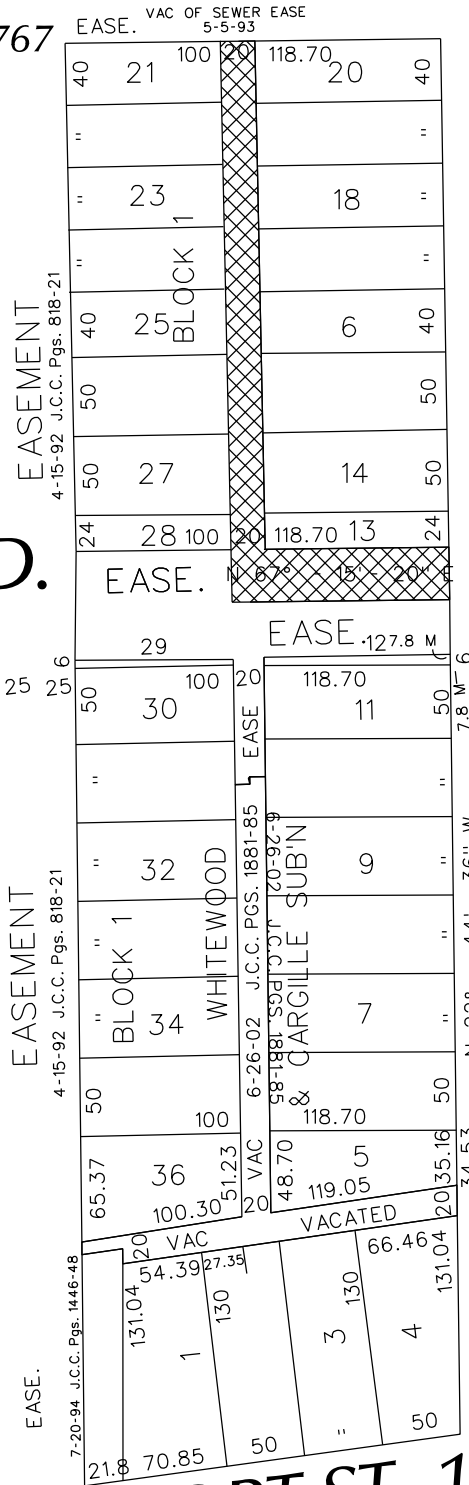 767
EASE.
VAC OF SEWER EASE
5-5-93
40 21 100 20 118.70 20 40
" "
" 23 18 "
" "
BLOCK 1
40 25 6 40
50 50
EASEMENT
4-15-92 J.C.C. Pgs. 818-21
50 27 14 50
24 28 100 20 118.70 13 24
D.
EASE.
N 67° - 15' - 20" E
EASE.
127.8 M
6 29 6
25 25 50 30 100 20 118.70 11 50
7.8 M
EASE
" "
" 32 9 "
" "
" 34 7 "
EASEMENT
4-15-92 J.C.C. Pgs. 818-21
BLOCK 1
WHITEWOOD
VAC 6-26-02 J.C.C. PGS. 1881-85
6-26-02 J.C.C. PGS. 1881-85
& CARGILLE SUB'N
50 100 118.70 50
65.37 36 51.23 48.70 5 35.16
34.53
100.30 20 119.05 20
VAC VACATED
20 54.39 27.35 66.46
131.04 130 130 131.04
1 3 4
EASE.
7-20-94 J.C.C. Pgs. 1446-48
21.8 70.85 50 " 50